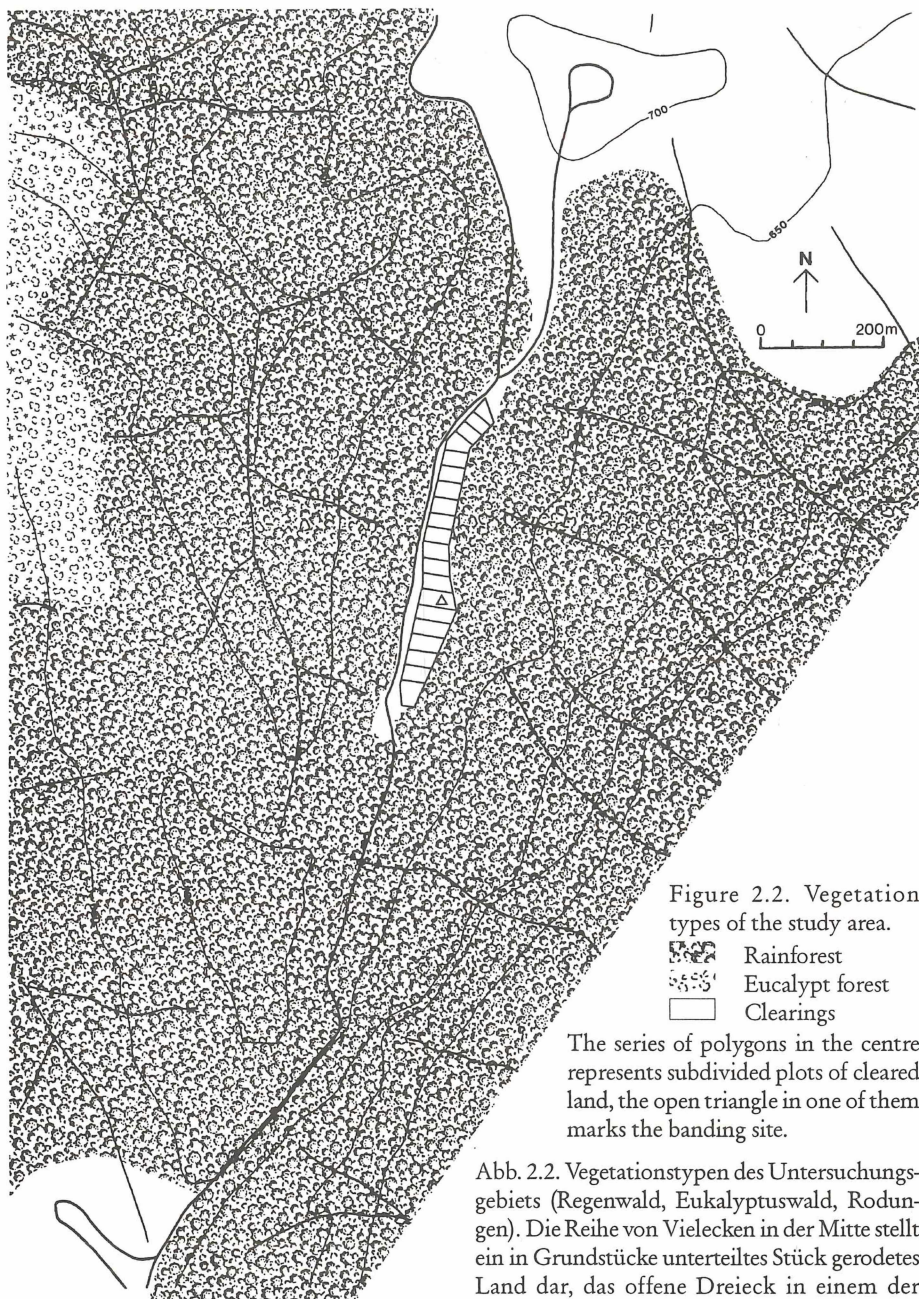 700
650
N
0 200m
Figure 2.2. Vegetation
types of the study area.
Rainforest
Eucalypt forest
Clearings
The series of polygons in the centre
represents subdivided plots of cleared
land, the open triangle in one of them
marks the banding site.
Abb. 2.2. Vegetationstypen des Untersuchungs-
gebiets (Regenwald, Eukalyptuswald, Rodun-
gen). Die Reihe von Vielecken in der Mitte stellt
ein in Grundstücke unterteiltes Stück gerodetes
Land dar, das offene Dreieck in einem der